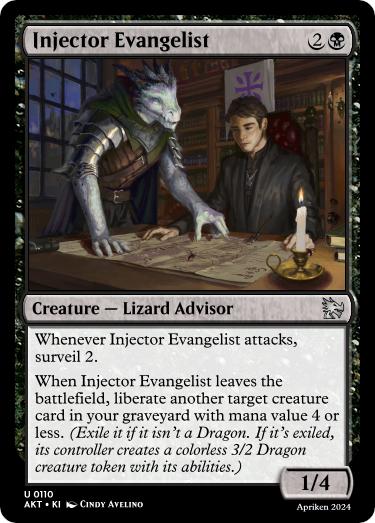 Injector Evangelist 2
Creature — Lizard Advisor
Whenever Injector Evangelist attacks,
surveil 2.
When Injector Evangelist leaves the
battlefield, liberate another target creature
card in your graveyard with mana value 4 or
less. (Exile it if it isn't a Dragon. If it's exiled,
its controller creates a colorless 3/2 Dragon
creature token with its abilities.)
1/4
U 0110
AKT • KI Cindy Avelino
Apriken 2024